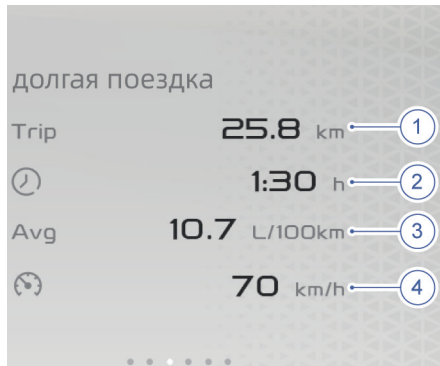 долгая поездка
Trip 25.8 km 1
1:30 h 2
Avg 10.7 L/100km 3
70 km/h 4